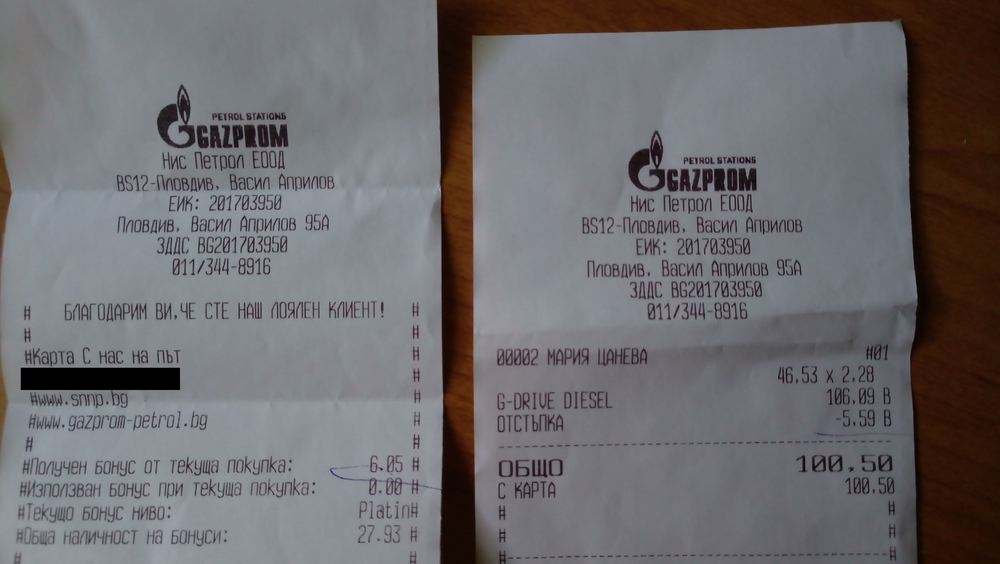 PETROL STATIONS
GAZPROM
Нис Петрол ЕООД
BS12-Пловдив, Васил Априлов
ЕИК: 201703950
Пловдив, Васил Априлов 95А
ЗДДС BG201703950
011/344-8916
# БЛАГОДАРИМ ВИ,ЧЕ СТЕ НАШ ЛОЯЛЕН КЛИЕНТ! #
# #
#Карта С нас на път #
#
#www.snnp.bg #
#www.gazprom-petrol.bg #
# #
#Получен бонус от текуща покупка: 6.05 #
#Използван бонус при текуща покупка: 0.00 #
#Текущо бонус ниво: Platin#
#Обща наличност на бонуси: 27.93 #
# #
PETROL STATIONS
GAZPROM
Нис Петрол ЕООД
BS12-Пловдив, Васил Априлов
ЕИК: 201703950
Пловдив, Васил Априлов 95А
ЗДДС BG201703950
011/344-8916
00002 МАРИЯ ЦАНЕВА #01
46,53 x 2.28
G-DRIVE DIESEL 106.09 В
ОТСТЪПКА -5.59 В
ОБЩО 100.50
С КАРТА 100.50
# #
# #
# #